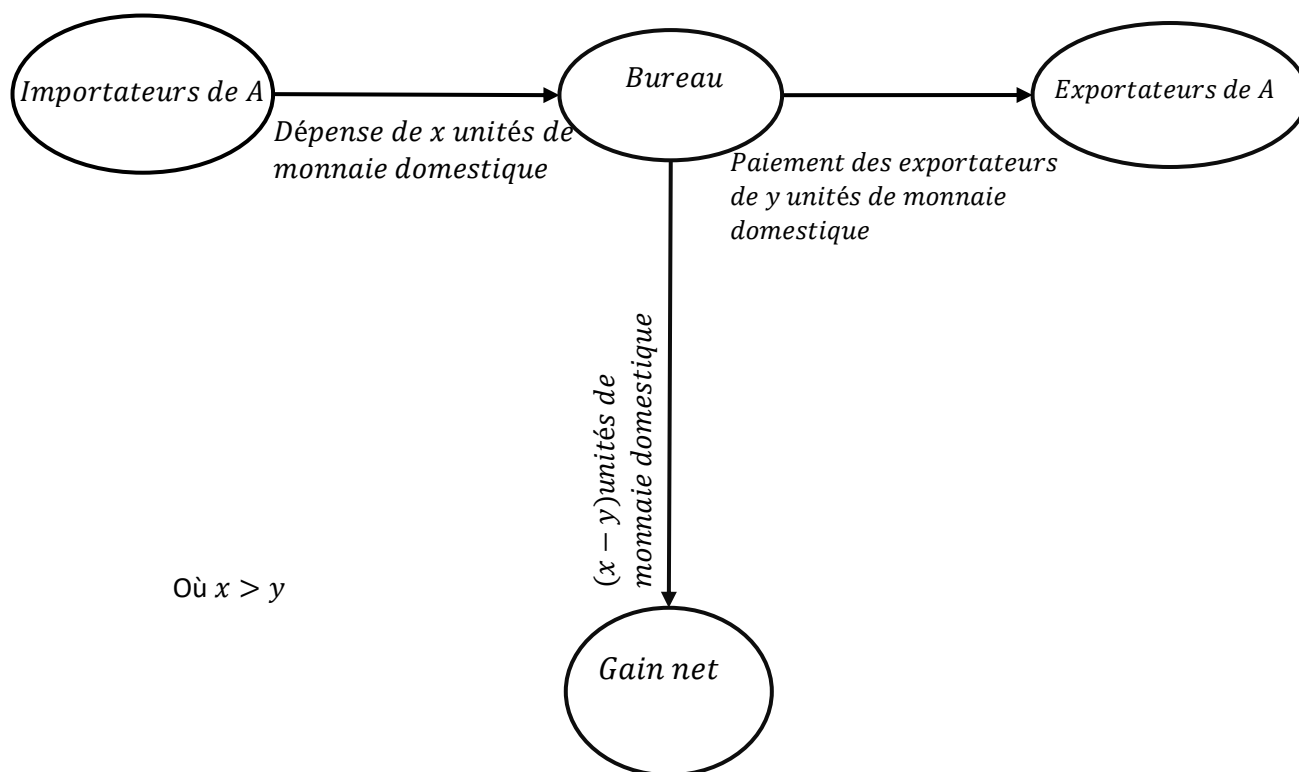 Importateurs de A
Bureau
Exportateurs de A
Dépense de x unités de
monnaie domestique
Paiement des exportateurs
de y unités de monnaie
domestique
(x − y)unités de
monnaie domestique
Où x > y
Gain net